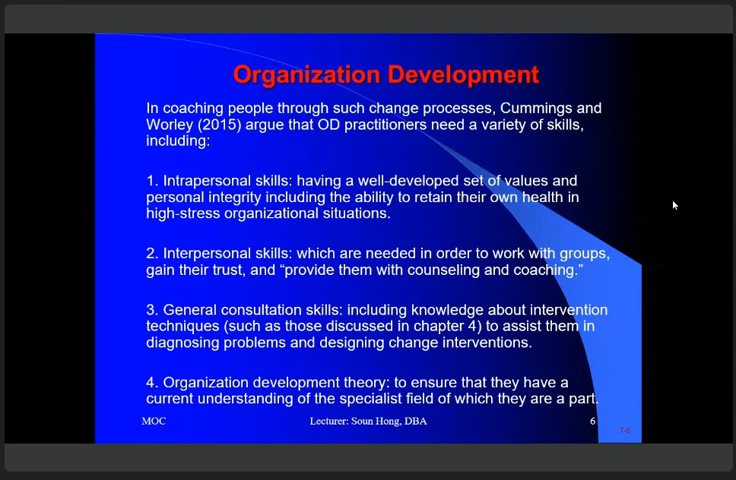 Organization Development
In coaching people through such change processes, Cummings and
Worley (2015) argue that OD practitioners need a variety of skills,
including:
1. Intrapersonal skills: having a well-developed set of values and
personal integrity including the ability to retain their own health in
high-stress organizational situations.
2. Interpersonal skills: which are needed in order to work with groups,
gain their trust, and “provide them with counseling and coaching.”
3. General consultation skills: including knowledge about intervention
techniques (such as those discussed in chapter 4) to assist them in
diagnosing problems and designing change interventions.
4. Organization development theory: to ensure that they have a
current understanding of the specialist field of which they are a part.
MOC Lecturer: Soun Hong, DBA 6